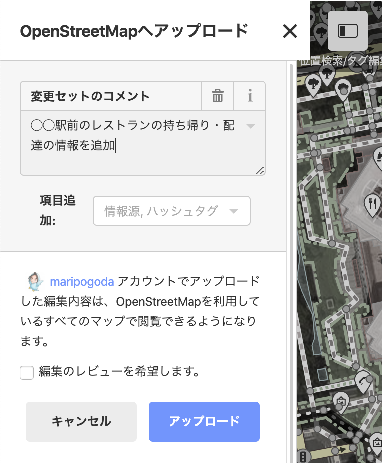 OpenStreetMapへアップロード
位置検索/タグ編集
変更セットのコメント
◯◯駅前のレストランの持ち帰り・配
達の情報を追加
項目追
加:
情報源, ハッシュタグ
maripogoda アカウントでアップロード
した編集内容は、OpenStreetMapを利用して
いるすべてのマップで閲覧できるようになり
ます。
編集のレビューを希望します。
キャンセル
アップロード